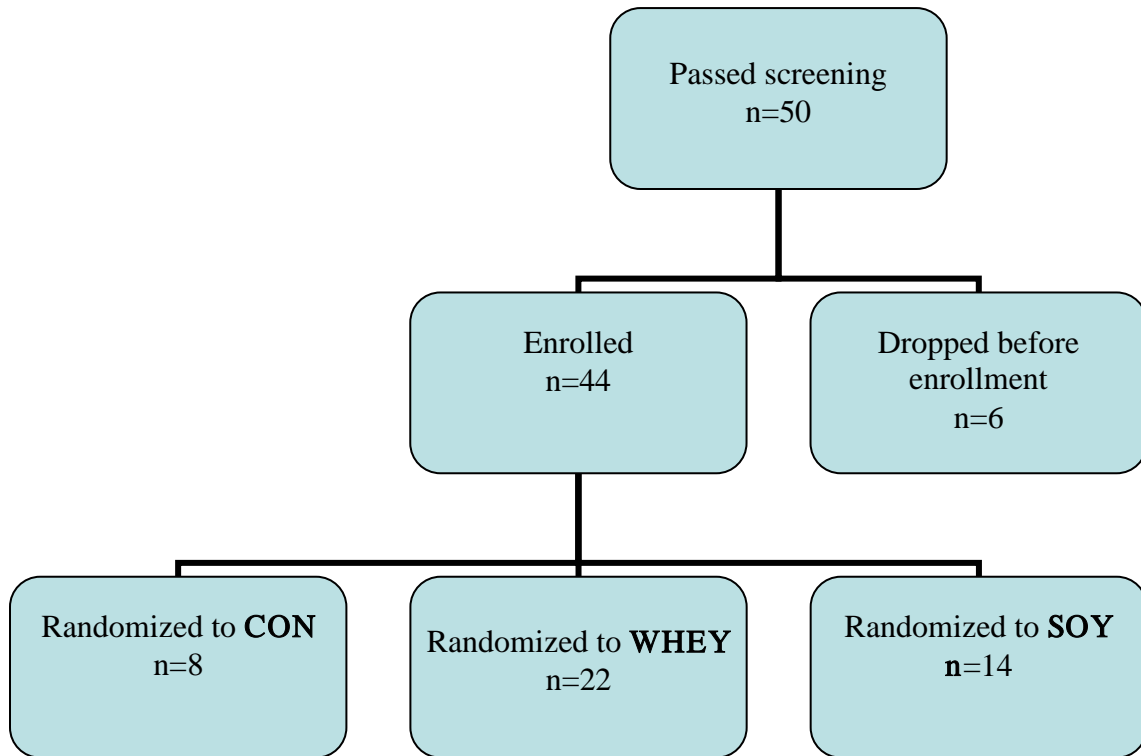 Passed screening
n=50
Enrolled
n=44
Dropped before
enrollment
n=6
Randomized to CON
n=8
Randomized to WHEY
n=22
Randomized to SOY
n=14